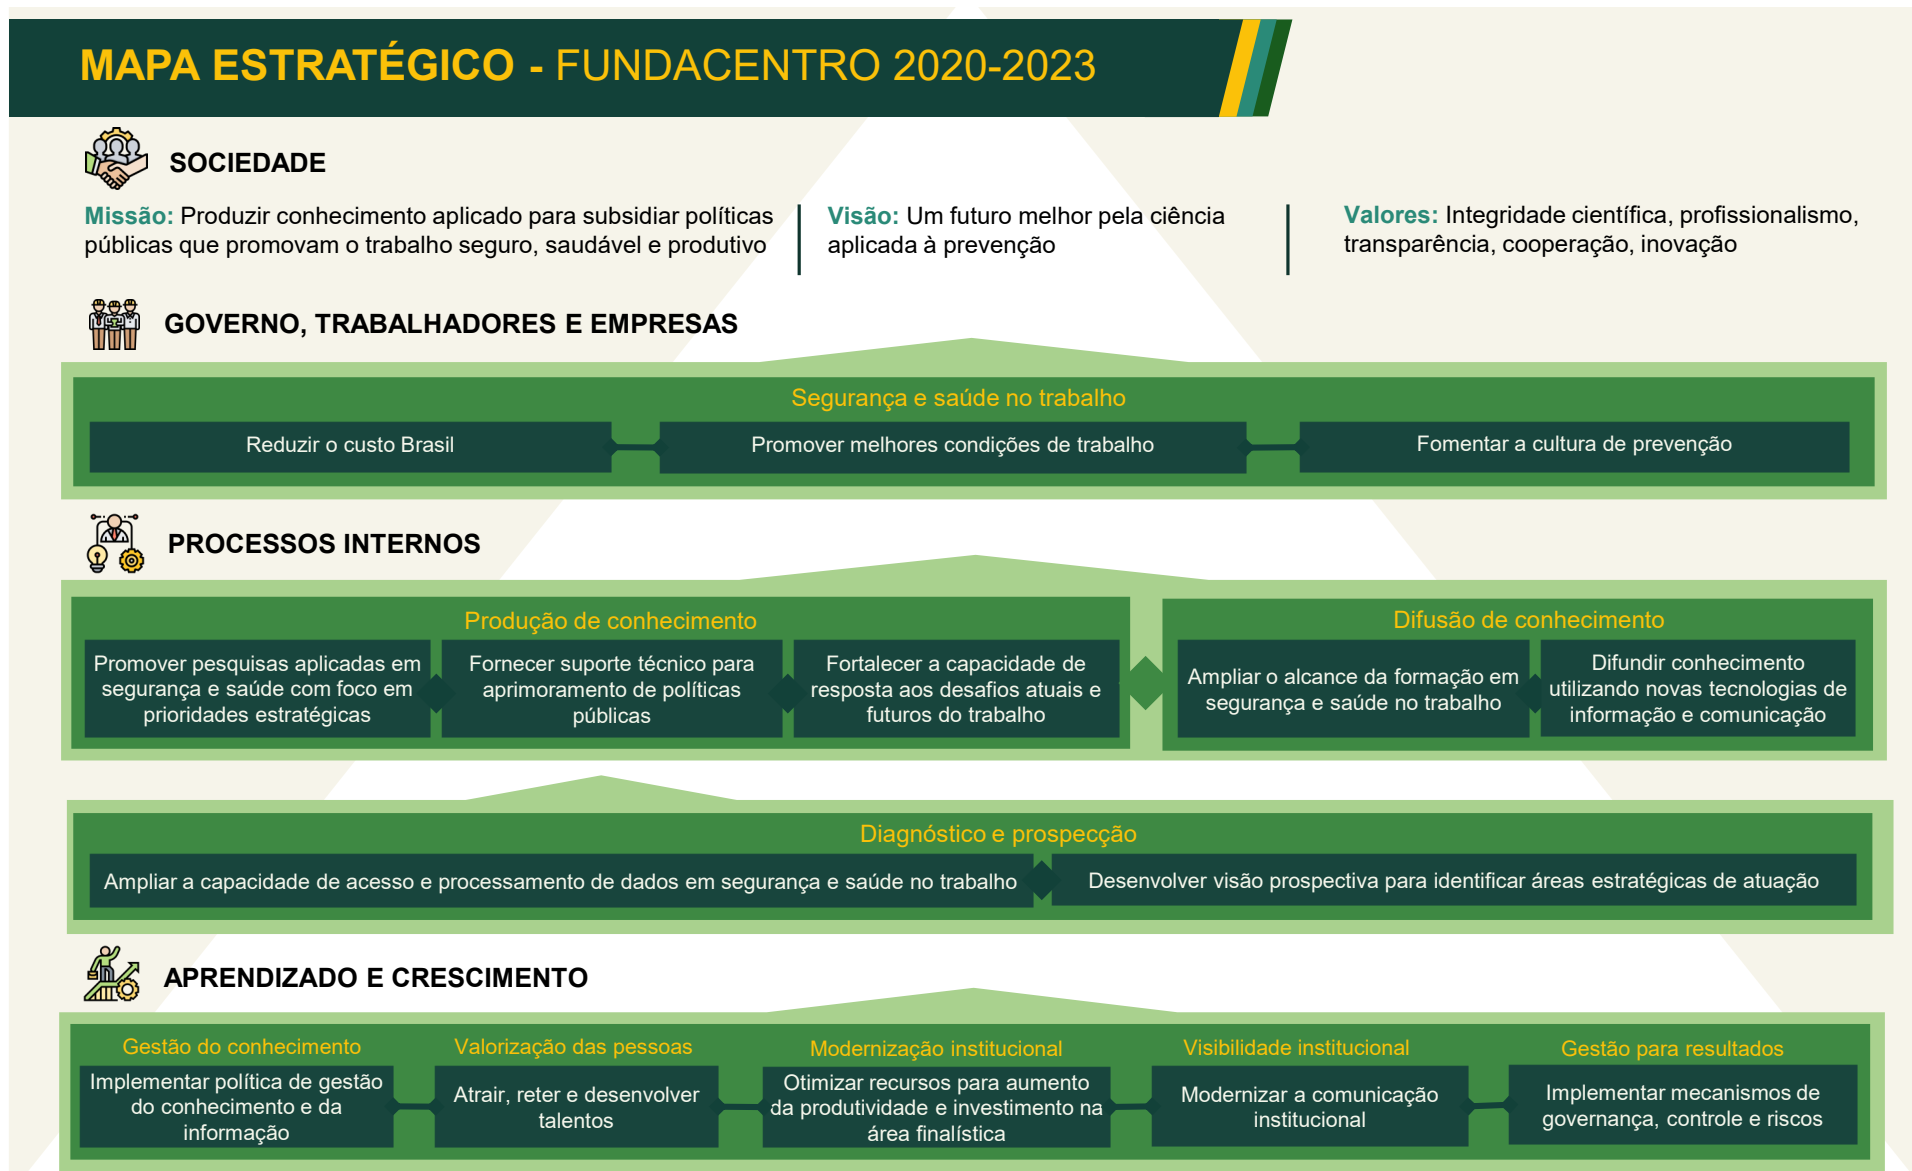 MAPA ESTRATÉGICO - FUNDACENTRO 2020-2023
SOCIEDADE
Missão: Produzir conhecimento aplicado para subsidiar políticas
públicas que promovam o trabalho seguro, saudável e produtivo
Visão: Um futuro melhor pela ciência
aplicada à prevenção
Valores: Integridade científica, profissionalismo,
transparência, cooperação, inovação
GOVERNO, TRABALHADORES E EMPRESAS
Segurança e saúde no trabalho
Reduzir o custo Brasil
Promover melhores condições de trabalho
Fomentar a cultura de prevenção
PROCESSOS INTERNOS
Produção de conhecimento
Promover pesquisas aplicadas em
segurança e saúde com foco em
prioridades estratégicas
Fornecer suporte técnico para
aprimoramento de políticas
públicas
Fortalecer a capacidade de
resposta aos desafios atuais e
futuros do trabalho
Difusão de conhecimento
Ampliar o alcance da formação em
segurança e saúde no trabalho
Difundir conhecimento
utilizando novas tecnologias de
informação e comunicação
Diagnóstico e prospecção
Ampliar a capacidade de acesso e processamento de dados em segurança e saúde no trabalho
Desenvolver visão prospectiva para identificar áreas estratégicas de atuação
APRENDIZADO E CRESCIMENTO
Gestão do conhecimento
Implementar política de gestão
do conhecimento e da
informação
Valorização das pessoas
Atrair, reter e desenvolver
talentos
Modernização institucional
Otimizar recursos para aumento
da produtividade e investimento na
área finalística
Visibilidade institucional
Modernizar a comunicação
institucional
Gestão para resultados
Implementar mecanismos de
governança, controle e riscos